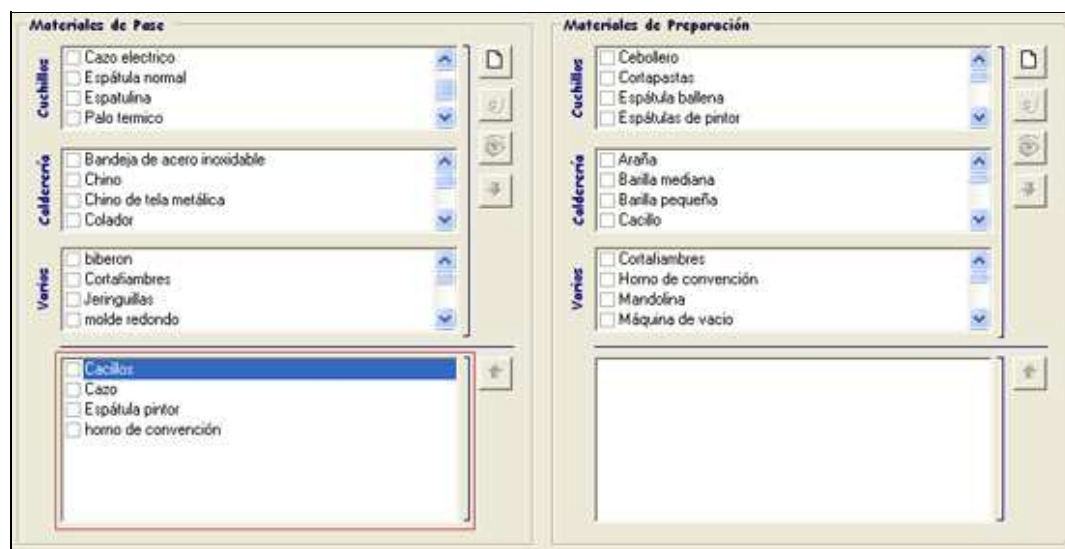 Materiales de Pase
Cuchillos
Cazo electrico
Espátula normal
Espatulina
Palo termico
Calderería
Bandeja de acero inoxidable
Chino
Chino de tela metálica
Colador
Varios
biberon
Cortafiambres
Jeringuillas
molde redondo
Cacillos
Cazo
Espátula pintor
horno de convención
Materiales de Preparación
Cuchillos
Cebollero
Cortapastas
Espátula ballena
Espátulas de pintor
Calderería
Araña
Barilla mediana
Barilla pequeña
Cacillo
Varios
Cortafiambres
Horno de convención
Mandolina
Máquina de vacio